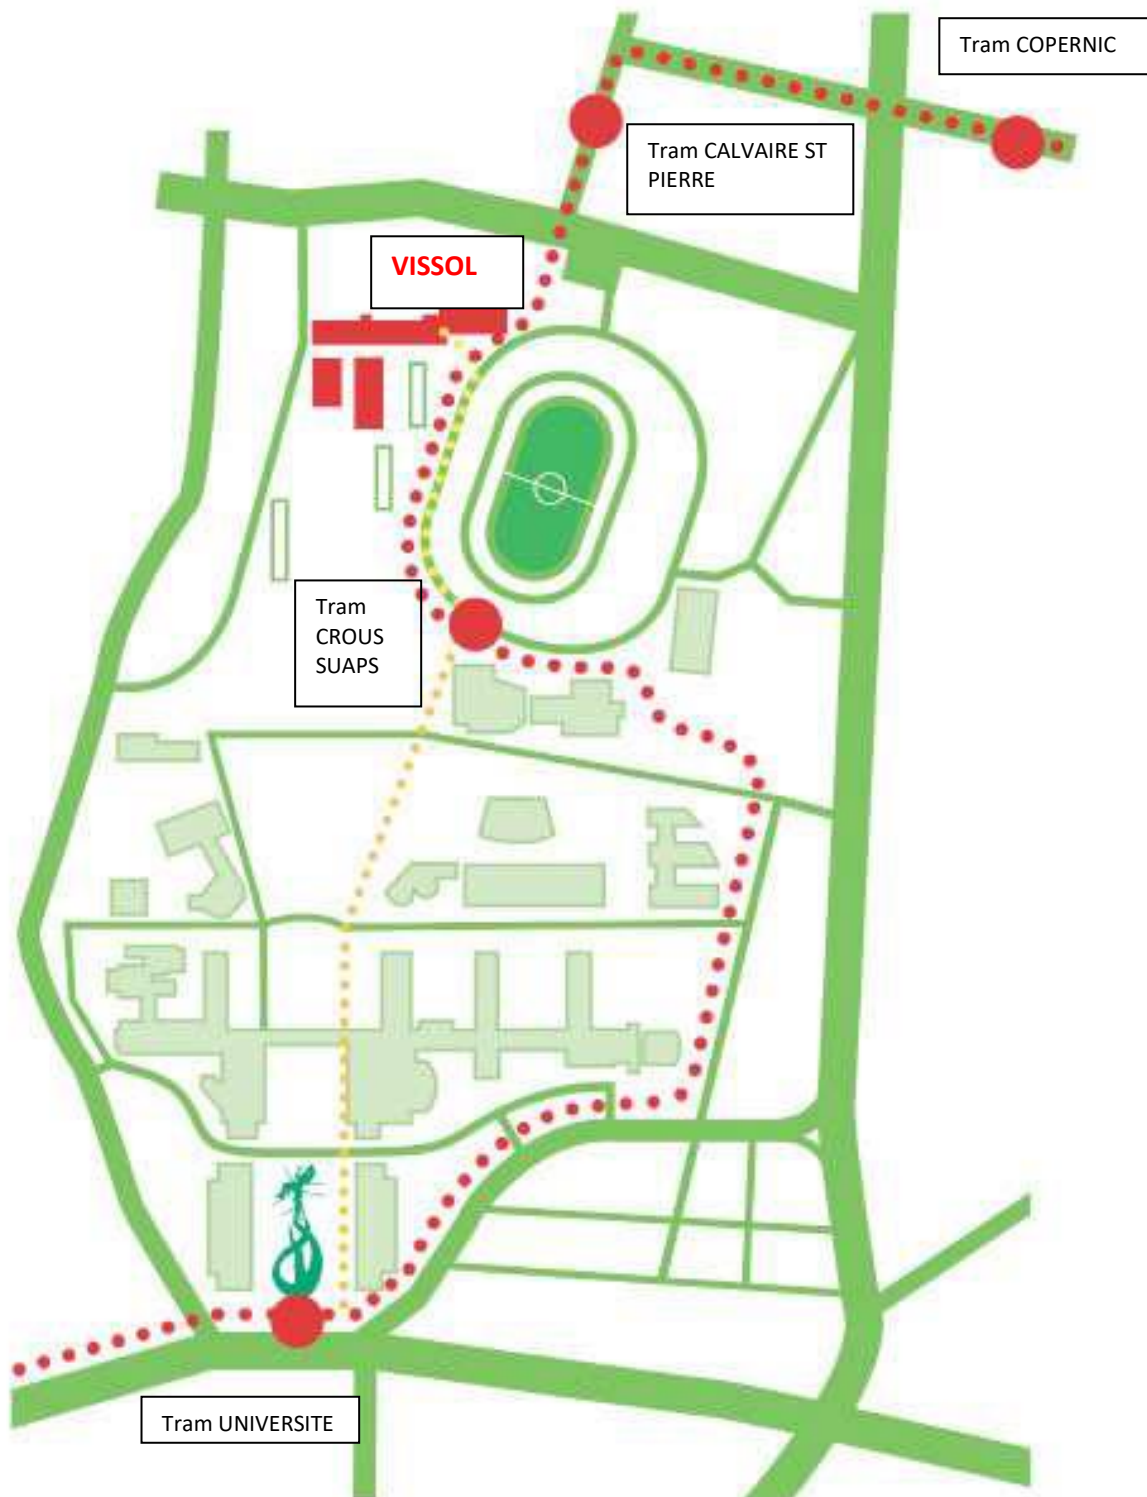 Tram COPERNIC
Tram CALVAIRE ST
PIERRE
VISSOL
Tram
CROUS
SUAPS
Tram UNIVERSITE